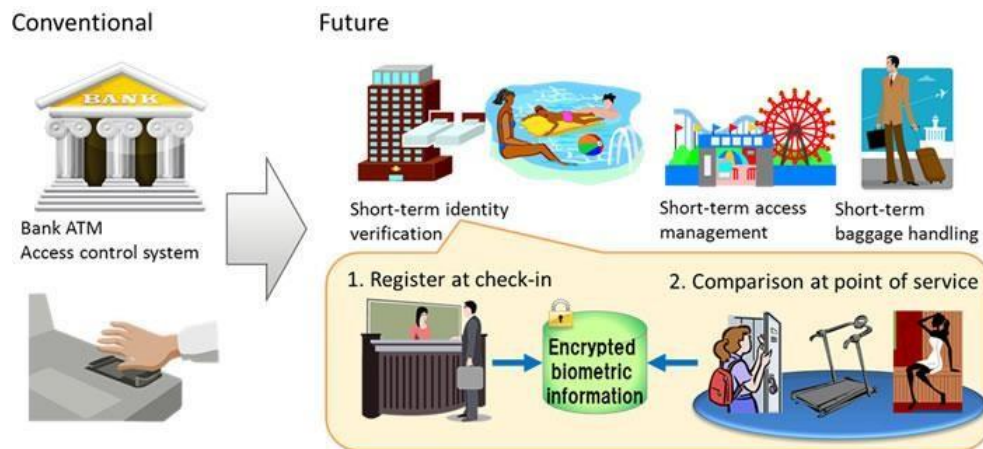 Conventional
Future
BANK
Bank ATM
Access control system
Short-term identity
verification
Short-term access
management
Short-term
baggage handling
1. Register at check-in
2. Comparison at point of service
Encrypted
biometric
information